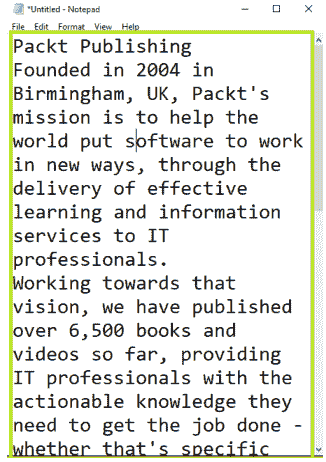 *Untitled - Notepad
File Edit Format View Help
Packt Publishing
Founded in 2004 in
Birmingham, UK, Packt's
mission is to help the
world put software to work
in new ways, through the
delivery of effective
learning and information
services to IT
professionals.
Working towards that
vision, we have published
over 6,500 books and
videos so far, providing
IT professionals with the
actionable knowledge they
need to get the job done -
whether that's specific